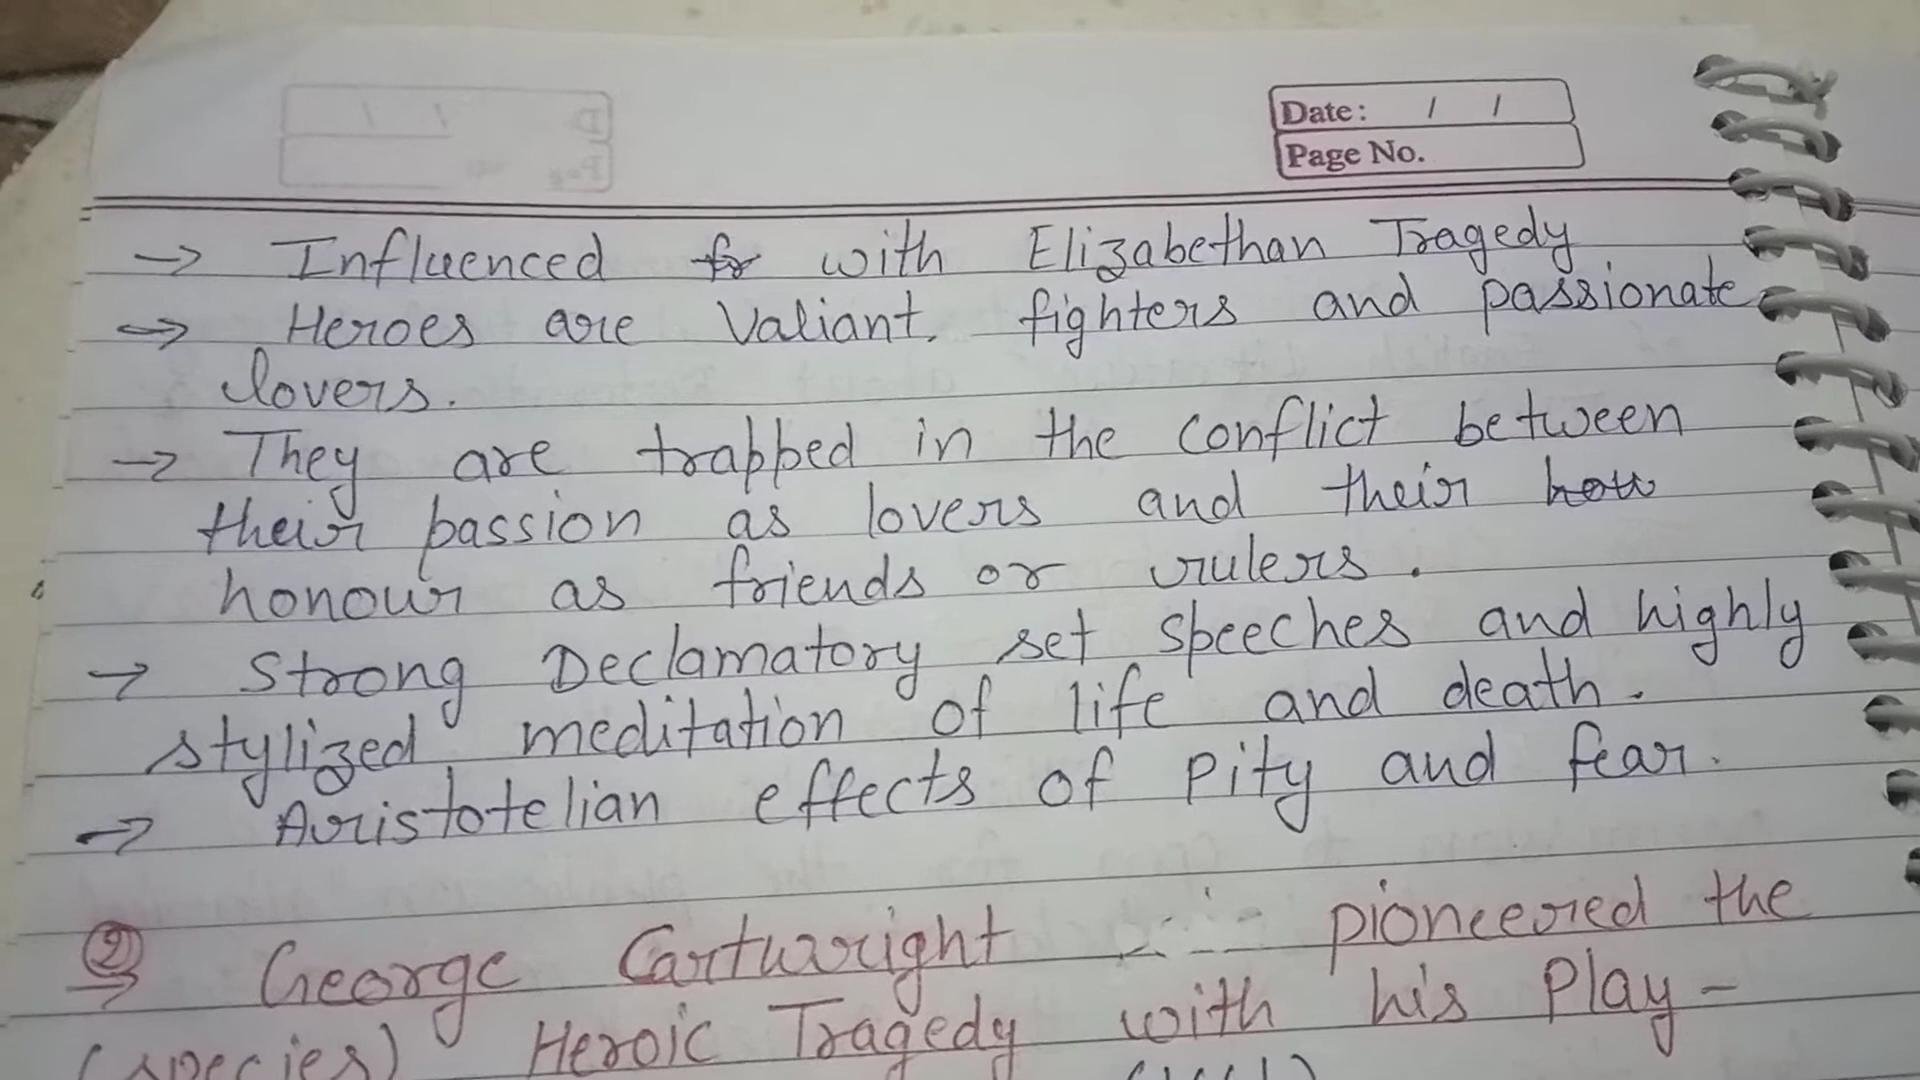 Date: / /
Page No.
→ Influenced fr with Elizabethan Tragedy
→ Heroes are Valiant, fighters and passionate
lovers.
→ They are trapped in the conflict between
their passion as lovers and their hou
honour as friends or rulers.
→ Strong Declamatory set speeches and highly
stylized meditation of life and death.
→ Aristotelian effects of Pity and fear.
② George Cartwright pioneered the
(species) Heroic Tragedy with his Play-